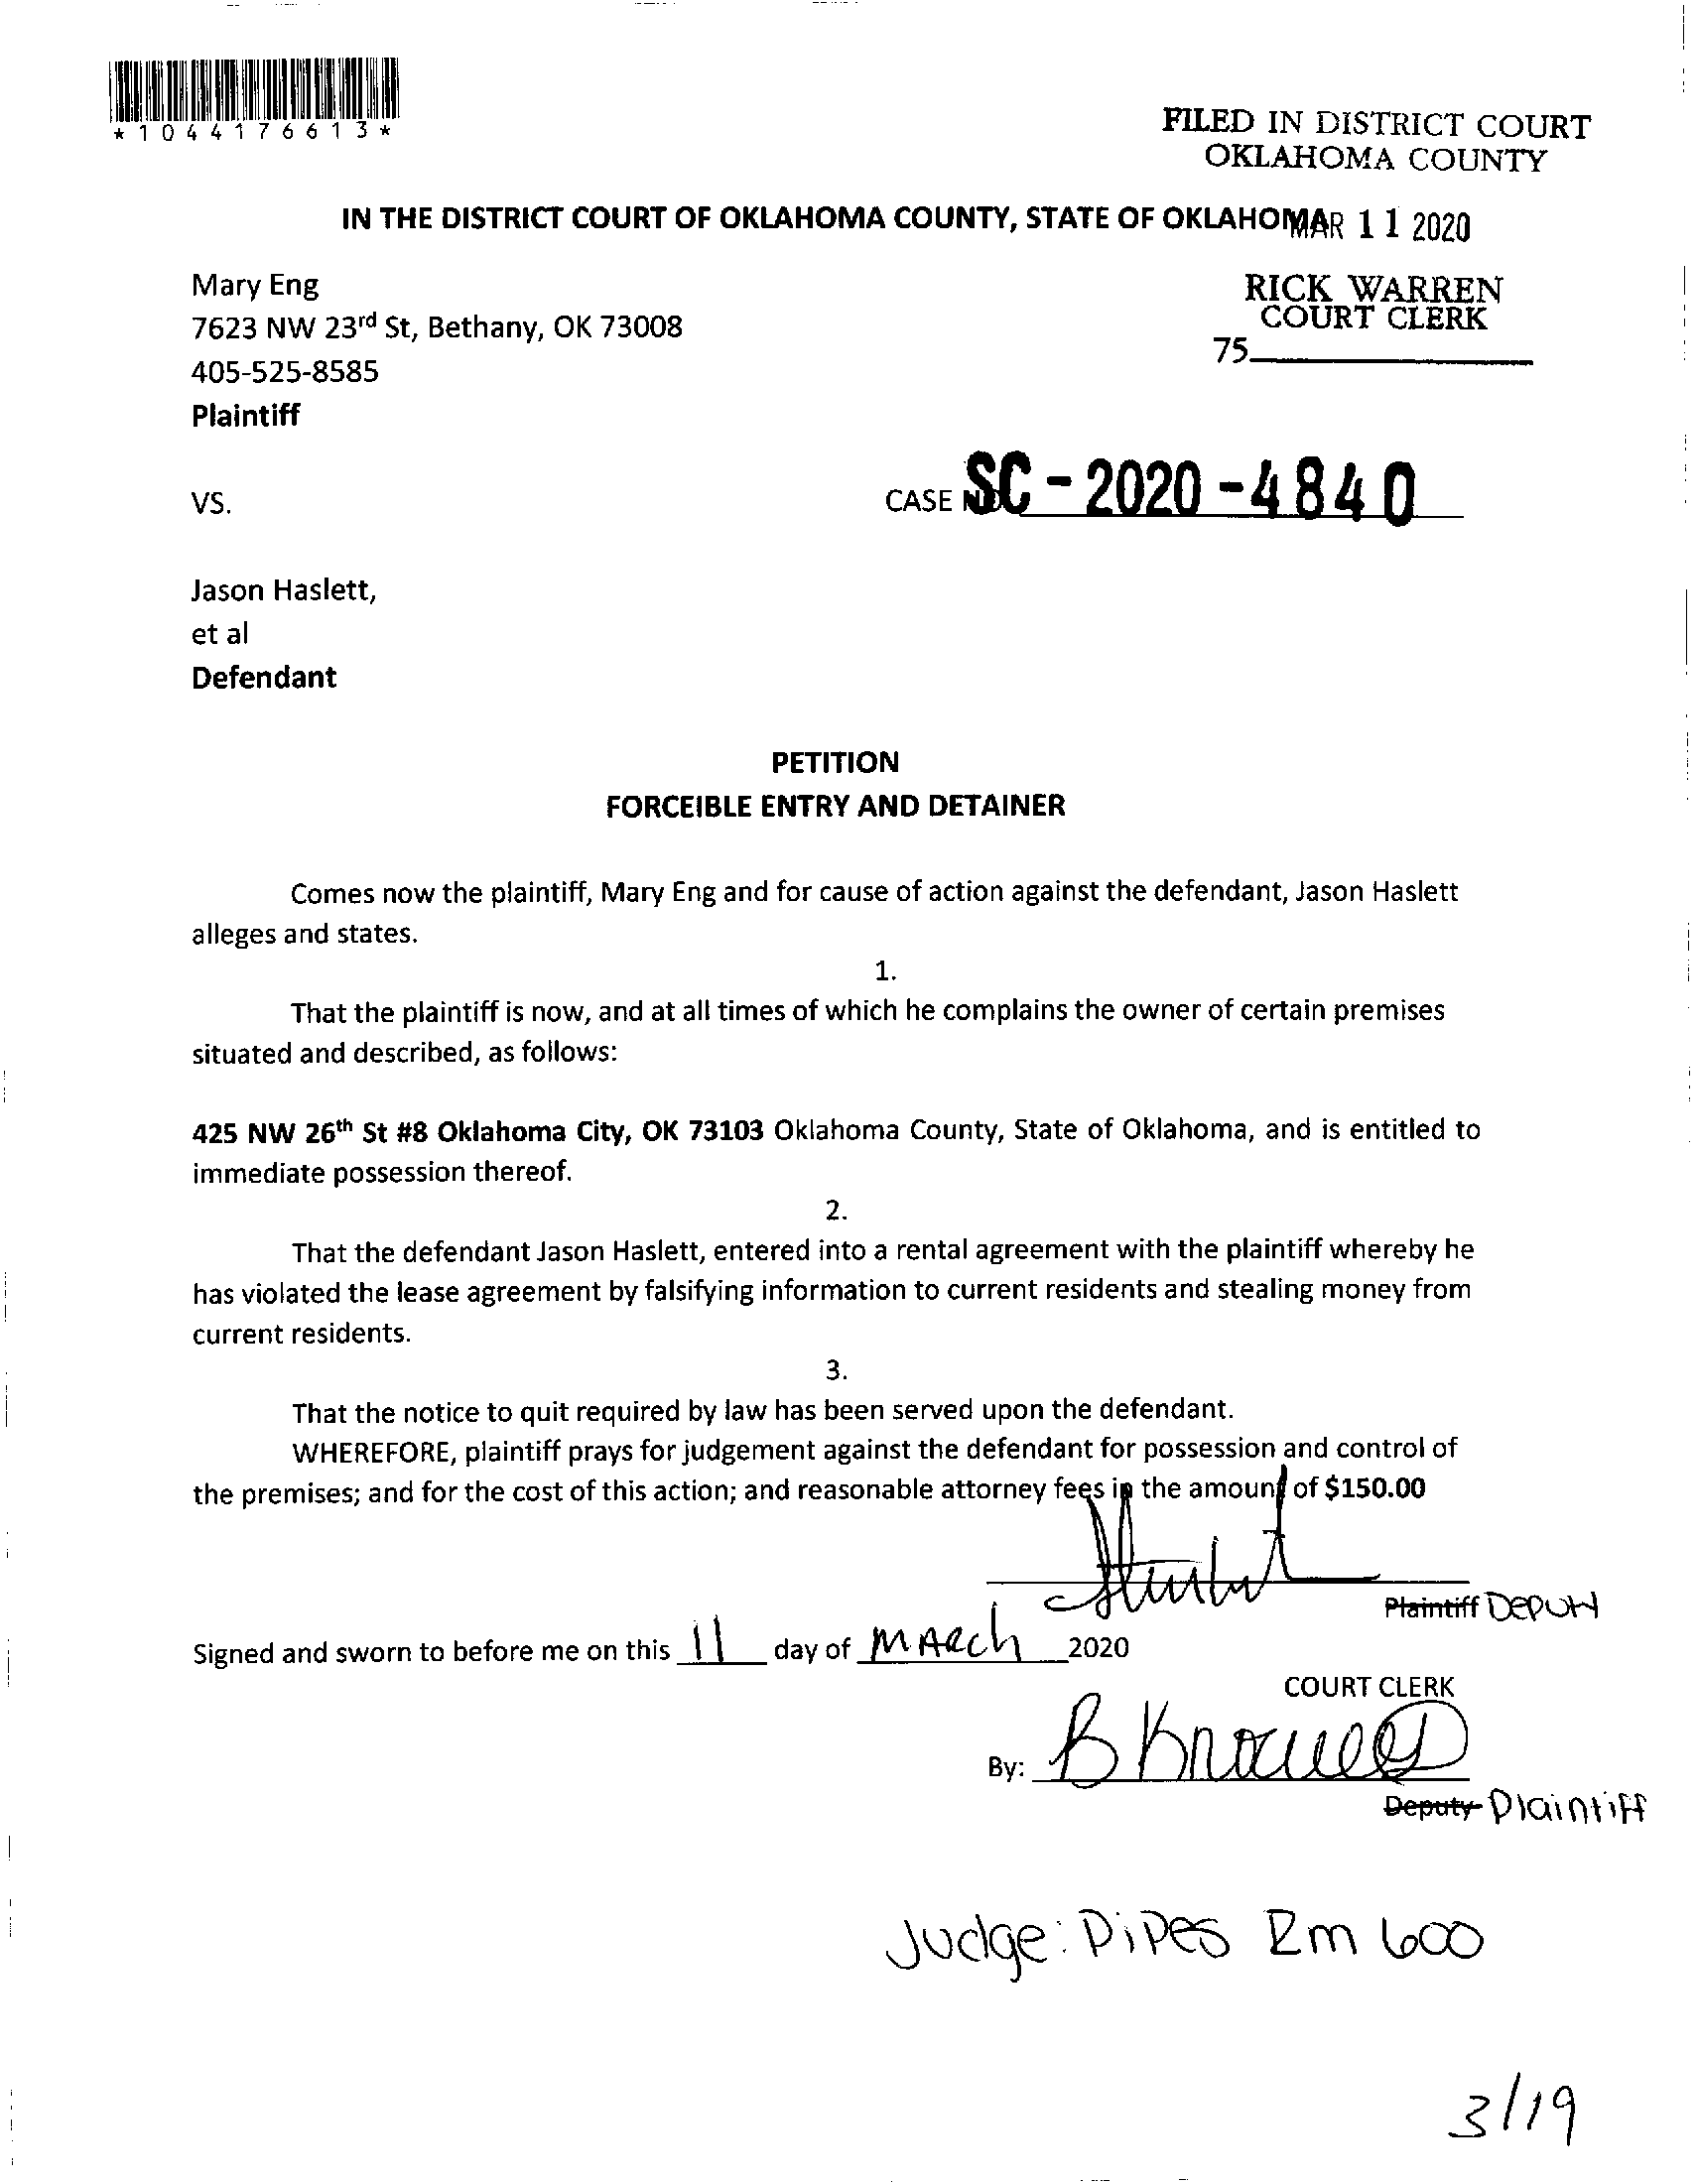 *1044176613*
FILED IN DISTRICT COURT
OKLAHOMA COUNTY
IN THE DISTRICT COURT OF OKLAHOMA COUNTY, STATE OF OKLAHOMA
MAR 11 2020
Mary Eng
7623 NW 23rd St, Bethany, OK 73008
405-525-8585
Plaintiff
RICK WARREN
COURT CLERK
75
VS.
CASE NO SC-2020-4840
Jason Haslett,
et al
Defendant
PETITION
FORCEIBLE ENTRY AND DETAINER
Comes now the plaintiff, Mary Eng and for cause of action against the defendant, Jason Haslett
alleges and states.
1.
That the plaintiff is now, and at all times of which he complains the owner of certain premises
situated and described, as follows:
425 NW 26th St #8 Oklahoma City, OK 73103 Oklahoma County, State of Oklahoma, and is entitled to
immediate possession thereof.
2.
That the defendant Jason Haslett, entered into a rental agreement with the plaintiff whereby he
has violated the lease agreement by falsifying information to current residents and stealing money from
current residents.
3.
That the notice to quit required by law has been served upon the defendant.
WHEREFORE, plaintiff prays for judgement against the defendant for possession and control of
the premises; and for the cost of this action; and reasonable attorney fees in the amount of $150.00
Plaintiff Deputy
Signed and sworn to before me on this 11 day of March 2020
COURT CLERK
By: B Knowles
Deputy Plaintiff
Judge: Pipes Rm 600
3/19